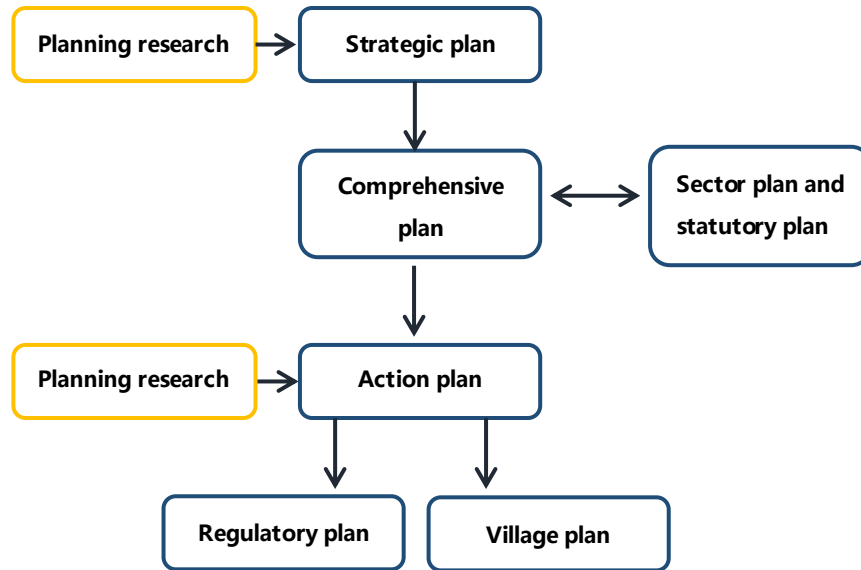 Planning research
Strategic plan
Comprehensive
plan
Sector plan and
statutory plan
Planning research
Action plan
Regulatory plan
Village plan